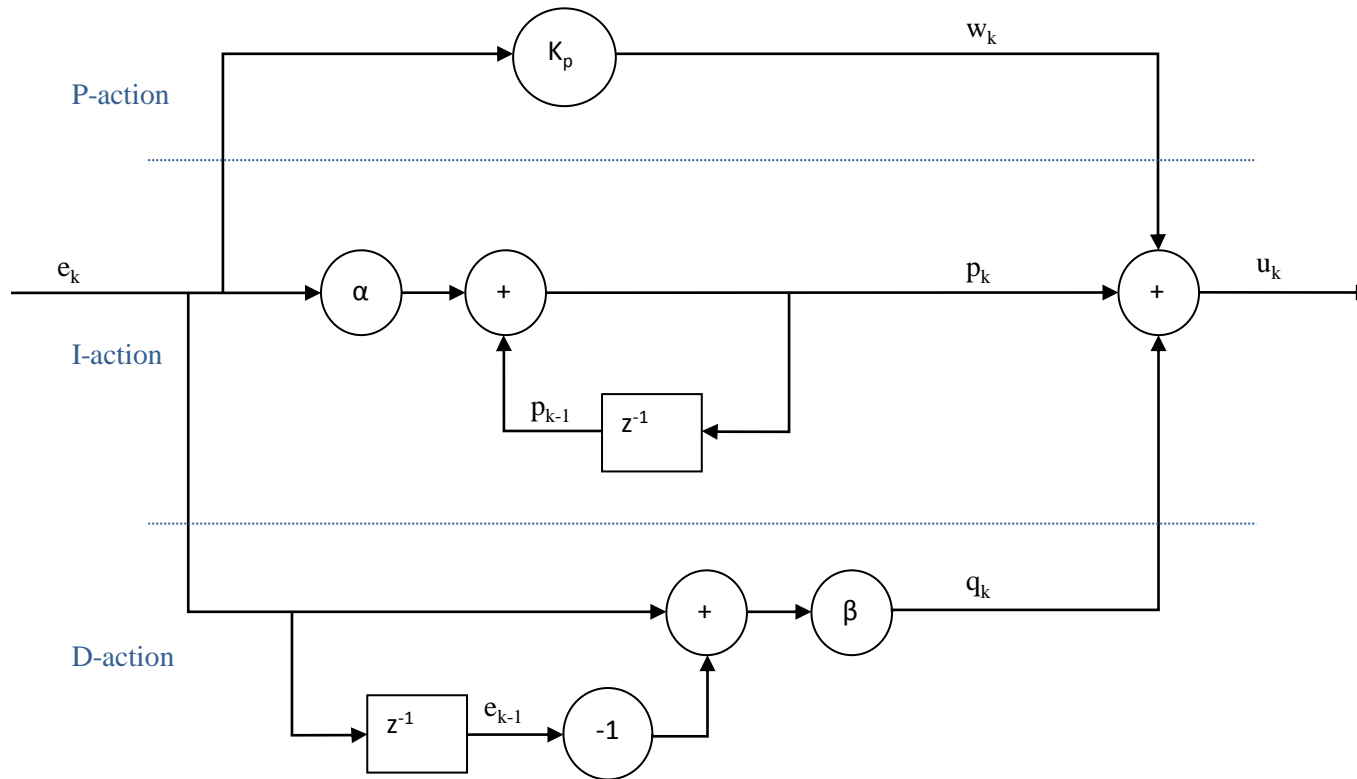 w_k
K_p
P-action
e_k
α
+
p_k
+
u_k
I-action
p_{k-1}
z^{-1}
+
β
q_k
D-action
z^{-1}
e_{k-1}
-1